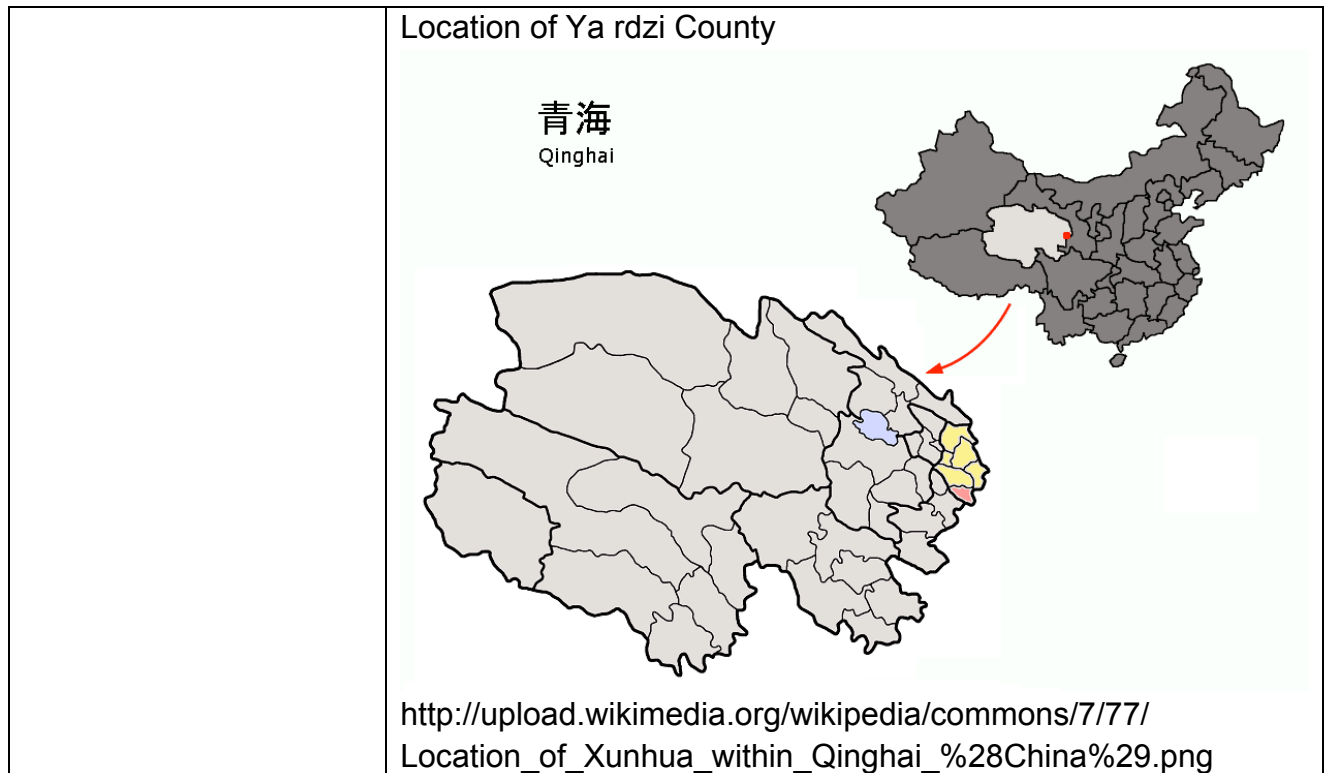 Location of Ya rdzi County
青海
Qinghai
http://upload.wikimedia.org/wikipedia/commons/7/77/
Location_of_Xunhua_within_Qinghai_%28China%29.png